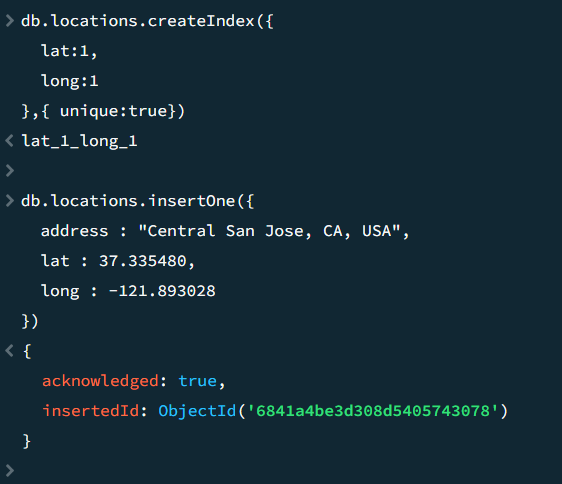 > db.locations.createIndex({
lat:1,
long:1
},{ unique:true})
< lat_1_long_1
>
> db.locations.insertOne({
address : "Central San Jose, CA, USA",
lat : 37.335480,
long : -121.893028
})
< {
acknowledged: true,
insertedId: ObjectId('6841a4be3d308d5405743078')
}
>